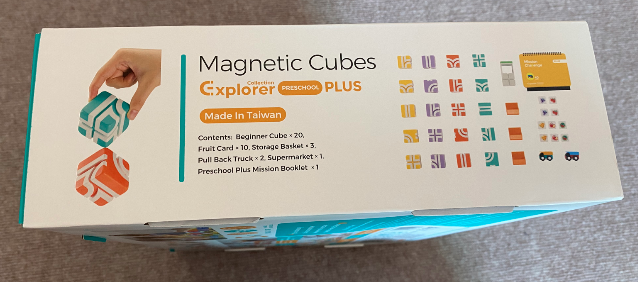 Magnetic Cubes
Collection
Explorer PRESCHOOL PLUS
Made In Taiwan
Contents: Beginner Cube × 20,
Fruit Card × 10, Storage Basket × 3,
Pull Back Truck × 2, Supermarket × 1,
Preschool Plus Mission Booklet × 1